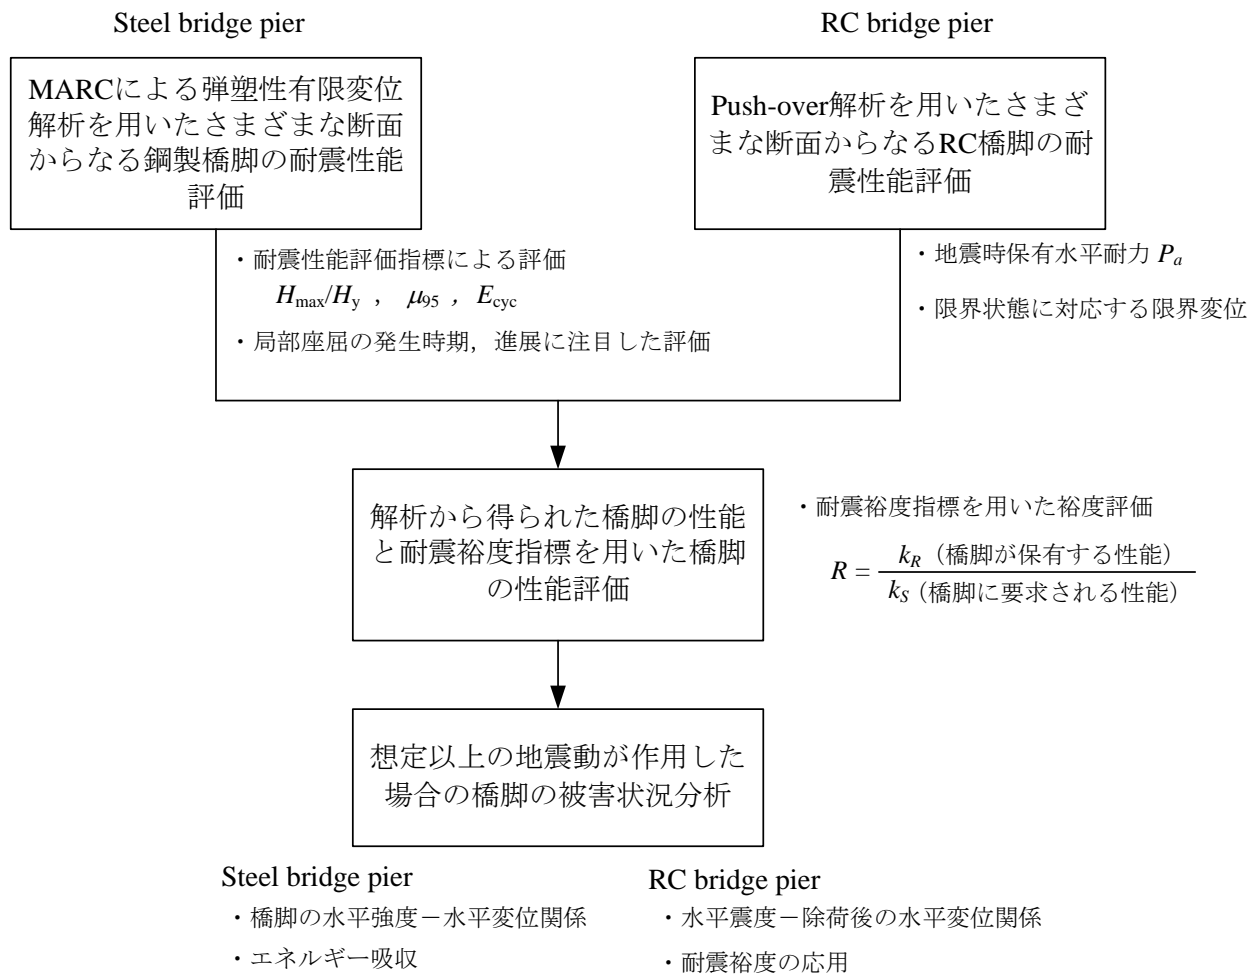 Steel bridge pier
RC bridge pier
MARCによる弾塑性有限変位
解析を用いたさまざまな断面
からなる鋼製橋脚の耐震性能
評価
Push-over解析を用いたさまざ
まな断面からなるRC橋脚の耐
震性能評価
・耐震性能評価指標による評価
Hmax/Hy ， μ95 ， Ecyc
・局部座屈の発生時期，進展に注目した評価
・地震時保有水平耐力 Pa
・限界状態に対応する限界変位
解析から得られた橋脚の性能
と耐震裕度指標を用いた橋脚
の性能評価
・耐震裕度指標を用いた裕度評価
R = kR（橋脚が保有する性能）
kS（橋脚に要求される性能）
想定以上の地震動が作用した
場合の橋脚の被害状況分析
Steel bridge pier
・橋脚の水平強度－水平変位関係
・エネルギー吸収
RC bridge pier
・水平震度－除荷後の水平変位関係
・耐震裕度の応用